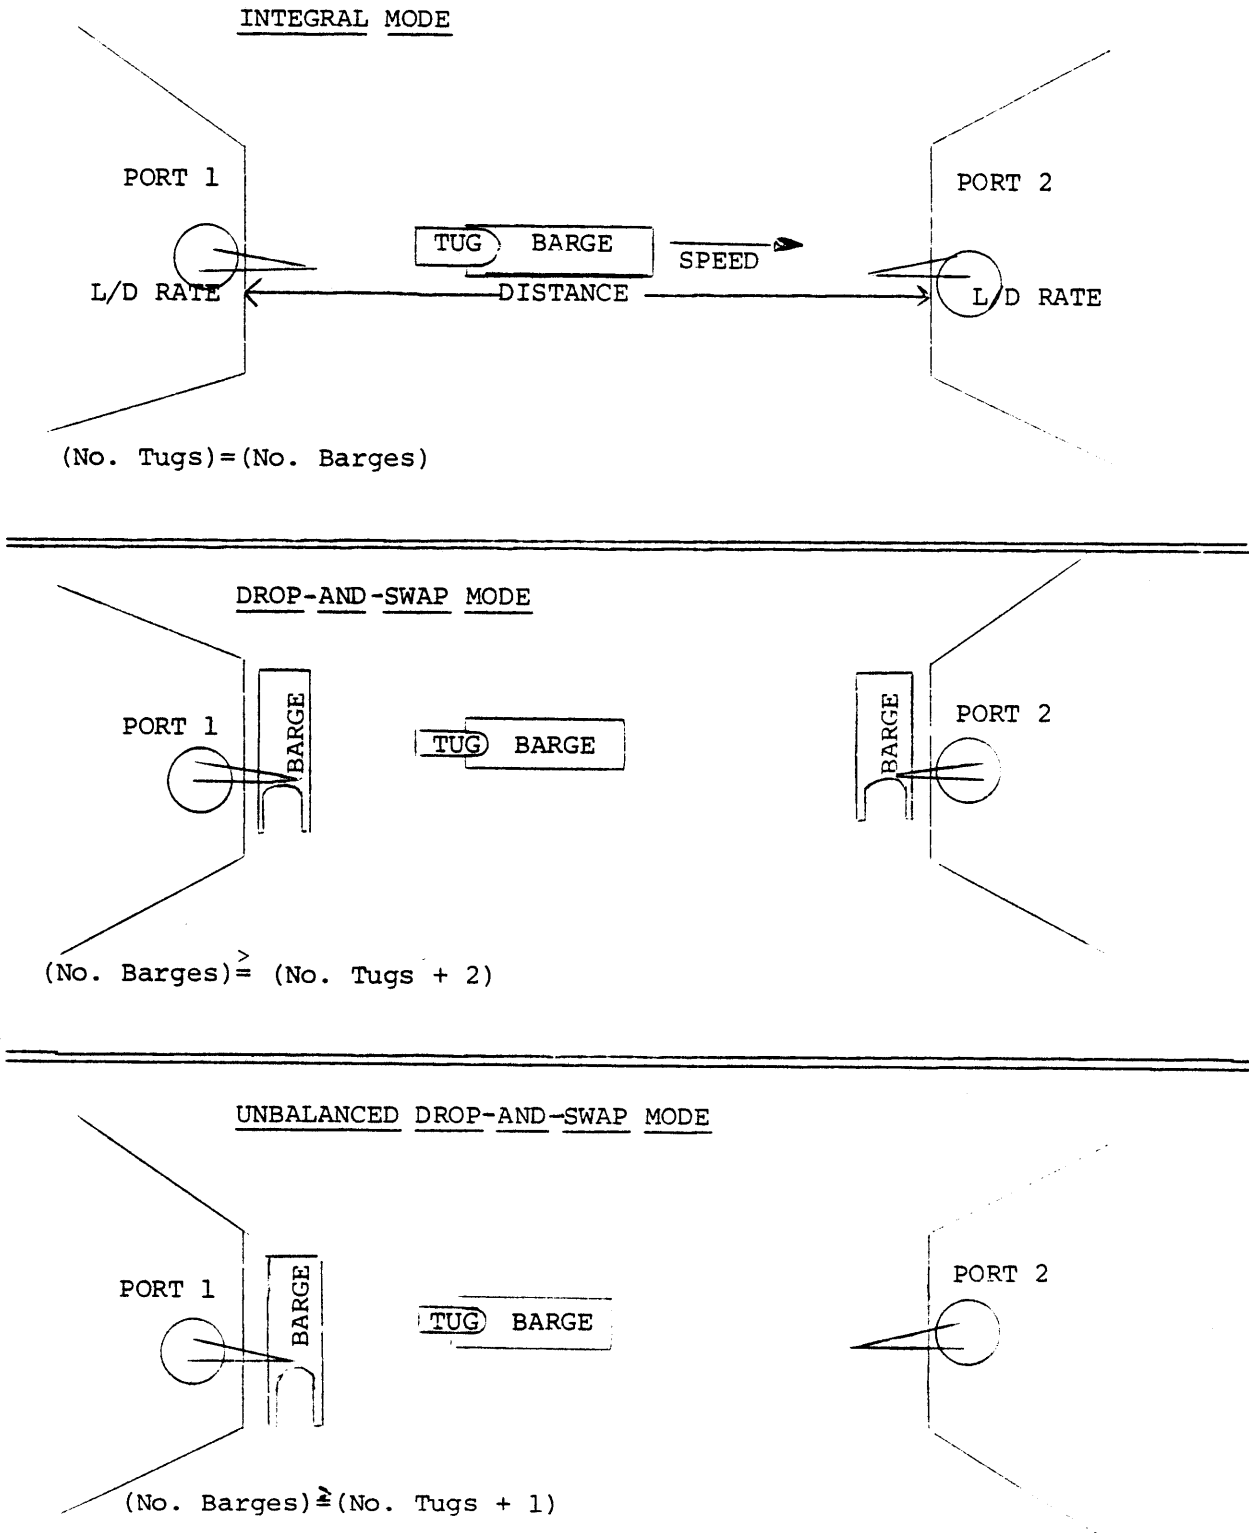 INTEGRAL MODE
PORT 1
PORT 2
TUG BARGE
SPEED
L/D RATE
DISTANCE
L/D RATE
(No. Tugs)=(No. Barges)
DROP-AND-SWAP MODE
BARGE
BARGE
PORT 1
PORT 2
TUG BARGE
(No. Barges)≥ (No. Tugs + 2)
UNBALANCED DROP-AND-SWAP MODE
BARGE
PORT 1
PORT 2
TUG BARGE
(No. Barges)≥(No. Tugs + 1)